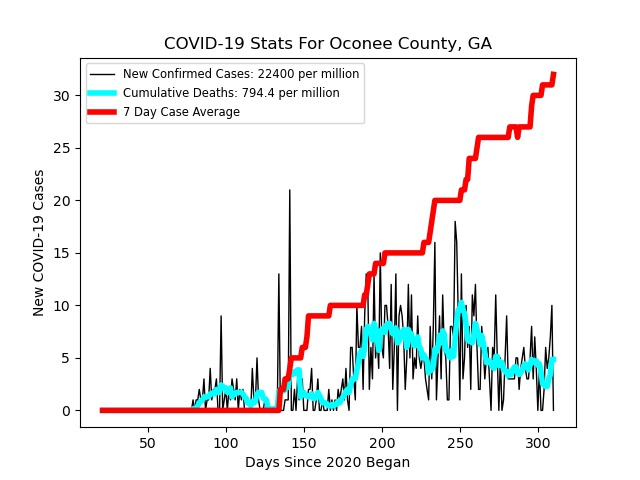 COVID-19 Stats For Oconee County, GA
New Confirmed Cases: 22400 per million
Cumulative Deaths: 794.4 per million
7 Day Case Average
New COVID-19 Cases
30
25
20
15
10
5
0
50 100 150 200 250 300
Days Since 2020 Began